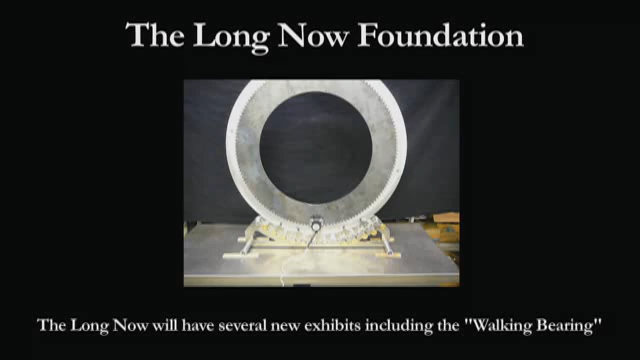 The Long Now Foundation
The Long Now will have several new exhibits including the "Walking Bearing"